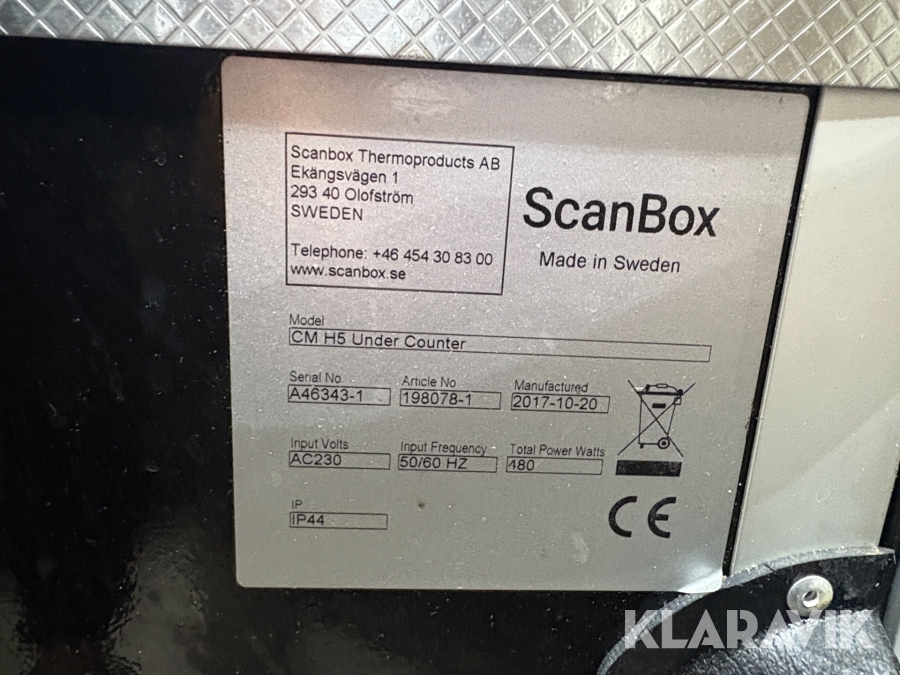 Scanbox Thermoproducts AB
Ekängsvägen 1
293 40 Olofström
SWEDEN
Telephone: +46 454 30 83 00
www.scanbox.se
ScanBox
Made in Sweden
Model
CM H5 Under Counter
Serial No
A46343-1
Article No
198078-1
Manufactured
2017-10-20
Input Volts
AC230
Input Frequency
50/60 HZ
Total Power Watts
480
IP
IP44
CE
KLARAVIK